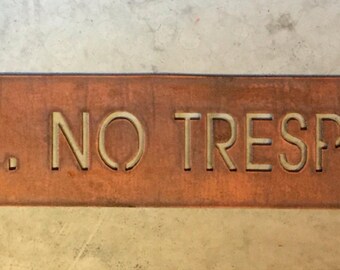 . NO TRESP